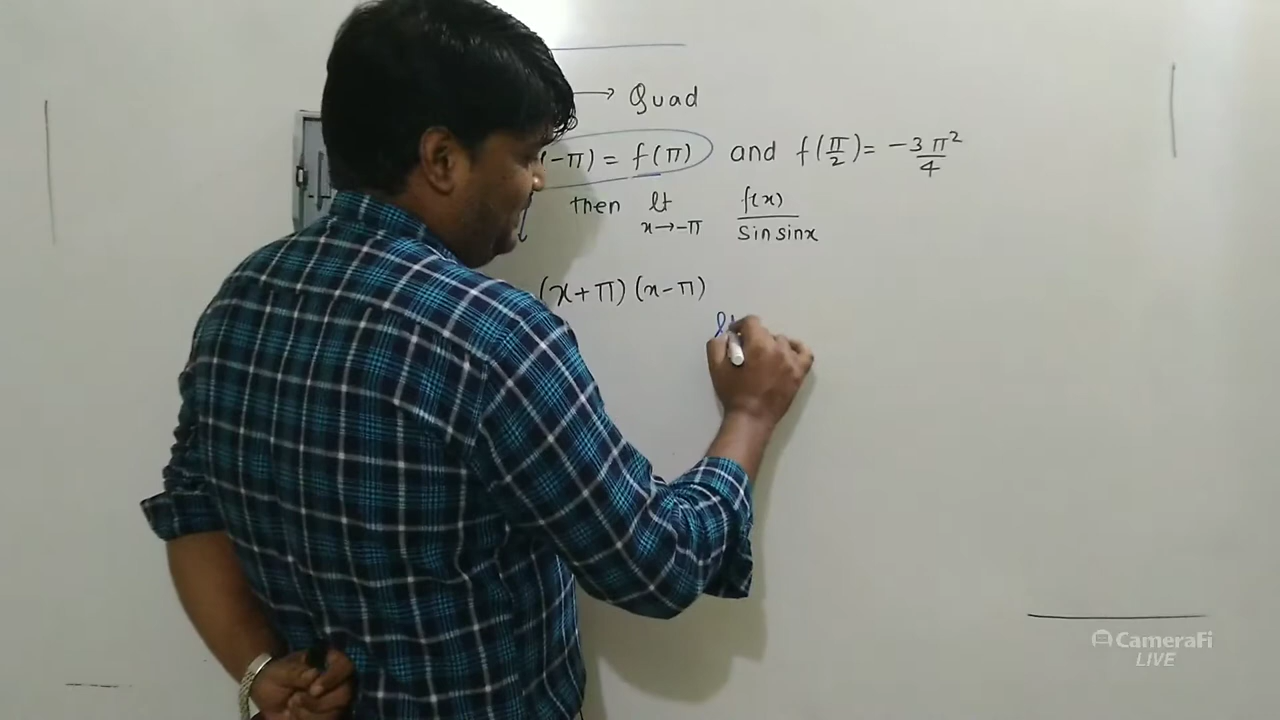 → Quad
-π) = f(π) and f(π/2) = -3π²/4
then lt x→-π f(x)/Sin sinx
(x+π)(x-π)
lt
CameraFi
LIVE